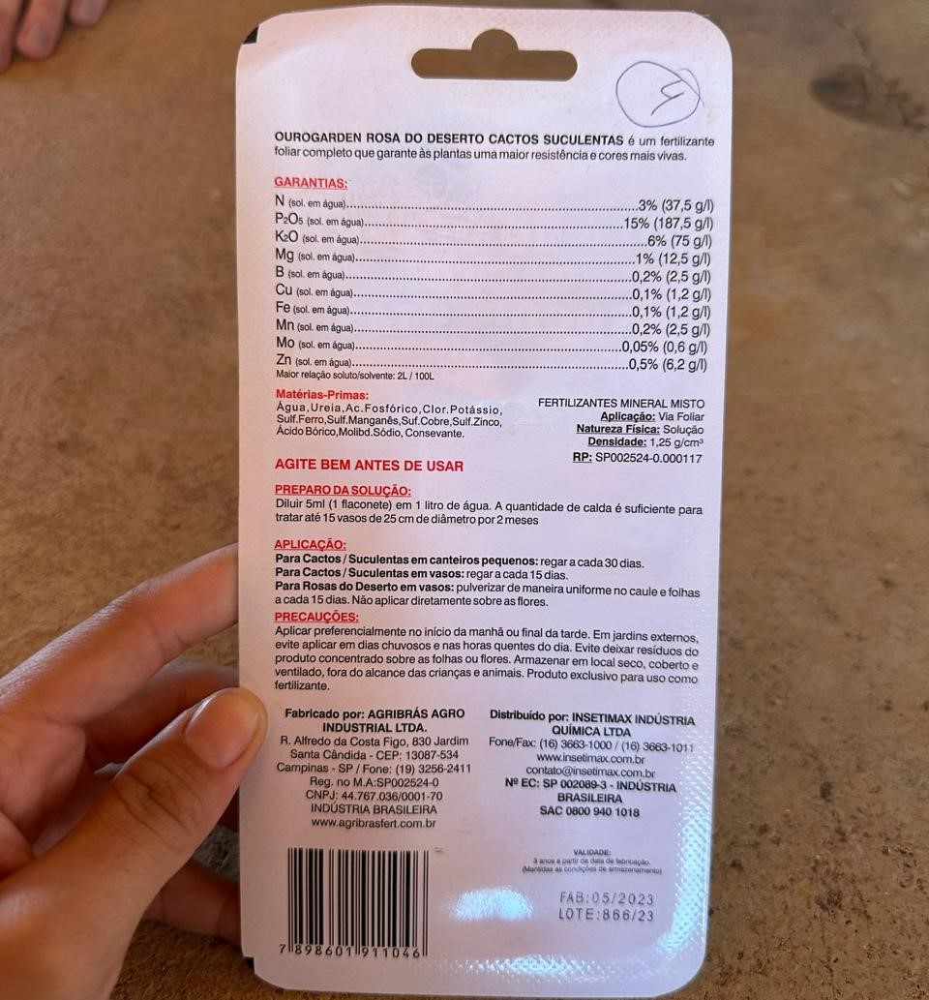 OUROGARDEN ROSA DO DESERTO CACTOS SUCULENTAS é um fertilizante
foliar completo que garante às plantas uma maior resistência e cores mais vivas.
GARANTIAS:
N (sol. em água)..........3% (37,5 g/l)
P2O5 (sol. em água)..........15% (187,5 g/l)
K2O (sol. em água)..........6% (75 g/l)
Mg (sol. em água)..........1% (12,5 g/l)
B (sol. em água)..........0,2% (2,5 g/l)
Cu (sol. em água)..........0,1% (1,2 g/l)
Fe (sol. em água)..........0,1% (1,2 g/l)
Mn (sol. em água)..........0,2% (2,5 g/l)
Mo (sol. em água)..........0,05% (0,6 g/l)
Zn (sol. em água)..........0,5% (6,2 g/l)
Maior relação soluto/solvente: 2L / 100L
Matérias-Primas:
Água,Ureia,Ac.Fosfórico,Clor.Potássio,
Sulf.Ferro,Sulf.Manganês,Suf.Cobre,Sulf.Zinco,
Ácido Bórico,Molibd.Sódio, Consevante.
FERTILIZANTES MINERAL MISTO
Aplicação: Via Foliar
Natureza Física: Solução
Densidade: 1,25 g/cm³
RP: SP002524-0.000117
AGITE BEM ANTES DE USAR
PREPARO DA SOLUÇÃO:
Diluir 5ml (1 flaconete) em 1 litro de água. A quantidade de calda é suficiente para
tratar até 15 vasos de 25 cm de diâmetro por 2 meses
APLICAÇÃO:
Para Cactos / Suculentas em canteiros pequenos: regar a cada 30 dias.
Para Cactos / Suculentas em vasos: regar a cada 15 dias.
Para Rosas do Deserto em vasos: pulverizar de maneira uniforme no caule e folhas
a cada 15 dias. Não aplicar diretamente sobre as flores.
PRECAUÇÕES:
Aplicar preferencialmente no início da manhã ou final da tarde. Em jardins externos,
evite aplicar em dias chuvosos e nas horas quentes do dia. Evite deixar resíduos do
produto concentrado sobre as folhas ou flores. Armazenar em local seco, coberto e
ventilado, fora do alcance das crianças e animais. Produto exclusivo para uso como
fertilizante.
Fabricado por: AGRIBRÁS AGRO
INDUSTRIAL LTDA.
R. Alfredo da Costa Figo, 830 Jardim
Santa Cândida - CEP: 13087-534
Campinas - SP / Fone: (19) 3256-2411
Reg. no M.A:SP002524-0
CNPJ: 44.767.036/0001-70
INDÚSTRIA BRASILEIRA
www.agribrasfert.com.br
Distribuído por: INSETIMAX INDÚSTRIA
QUÍMICA LTDA
Fone/Fax: (16) 3663-1000 / (16) 3663-1011
www.insetimax.com.br
contato@insetimax.com.br
Nº EC: SP 002089-3 - INDÚSTRIA
BRASILEIRA
SAC 0800 940 1018
VALIDADE:
3 anos a partir da data de fabricação.
(Mantidas as condições de armazenamento)
FAB:05/2023
LOTE:866/23
7 898601 911046